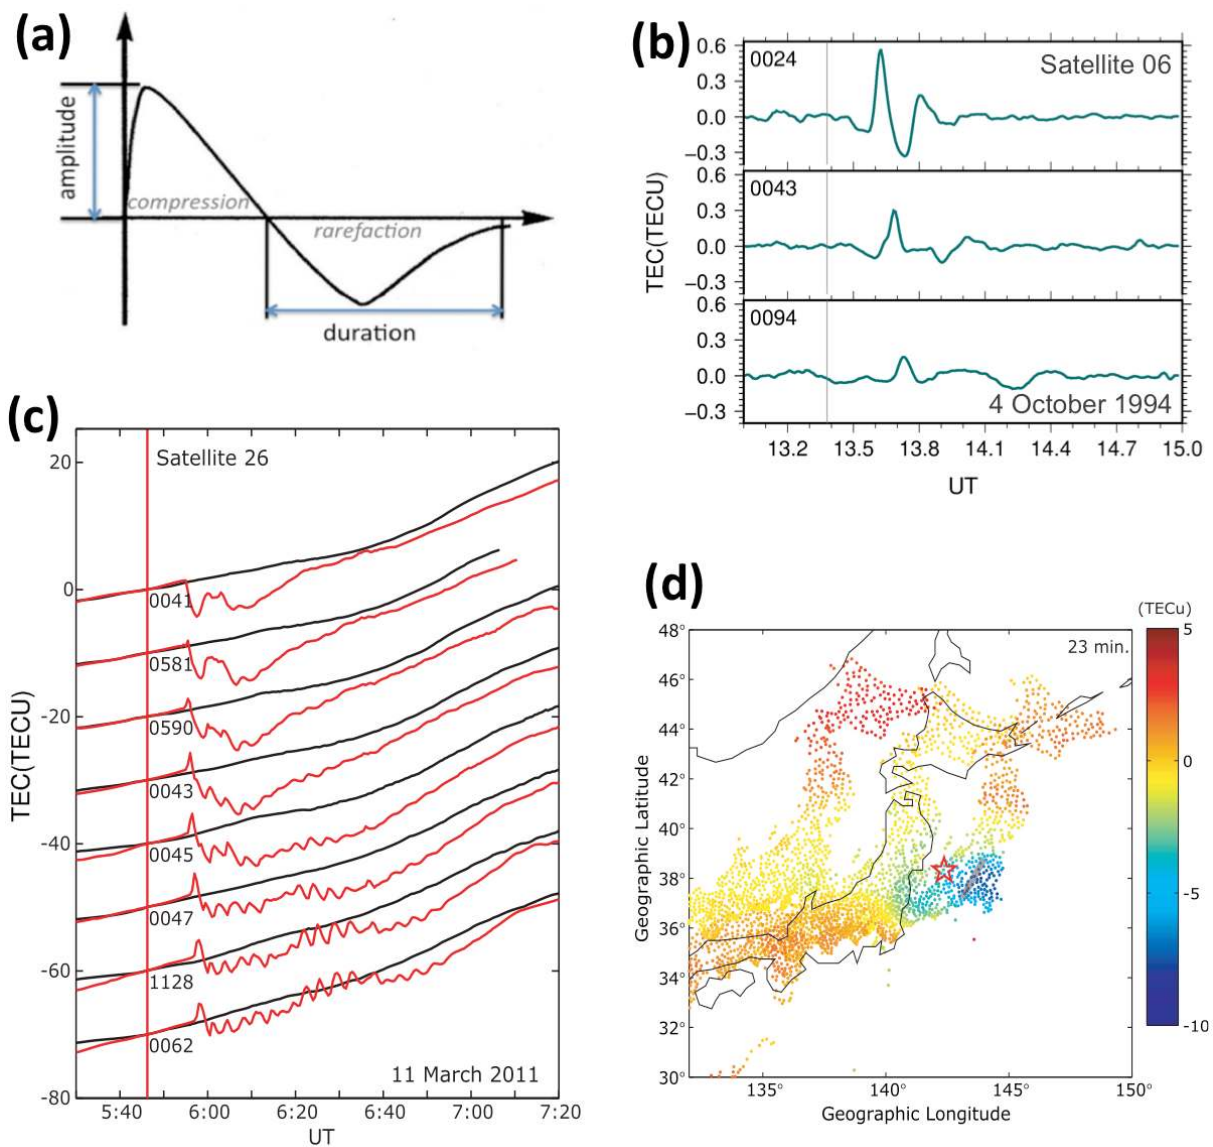 (a)
amplitude
compression
rarefaction
duration
(b)
0.6
0.3
0.0
−0.3
0024
Satellite 06
0.6
0.3
0.0
−0.3
0043
TEC(TECU)
0.6
0.3
0.0
−0.3
0094
4 October 1994
13.2 13.5 13.8 14.1 14.4 14.7 15.0
UT
(c)
Satellite 26
20
0
-20
-40
-60
-80
TEC(TECU)
0041
0581
0590
0043
0045
0047
1128
0062
11 March 2011
5:40 6:00 6:20 6:40 7:00 7:20
UT
(d)
(TECu)
23 min.
48°
46°
44°
42°
40°
38°
36°
34°
32°
30°
Geographic Latitude
135° 140° 145° 150°
Geographic Longitude
5
0
-5
-10